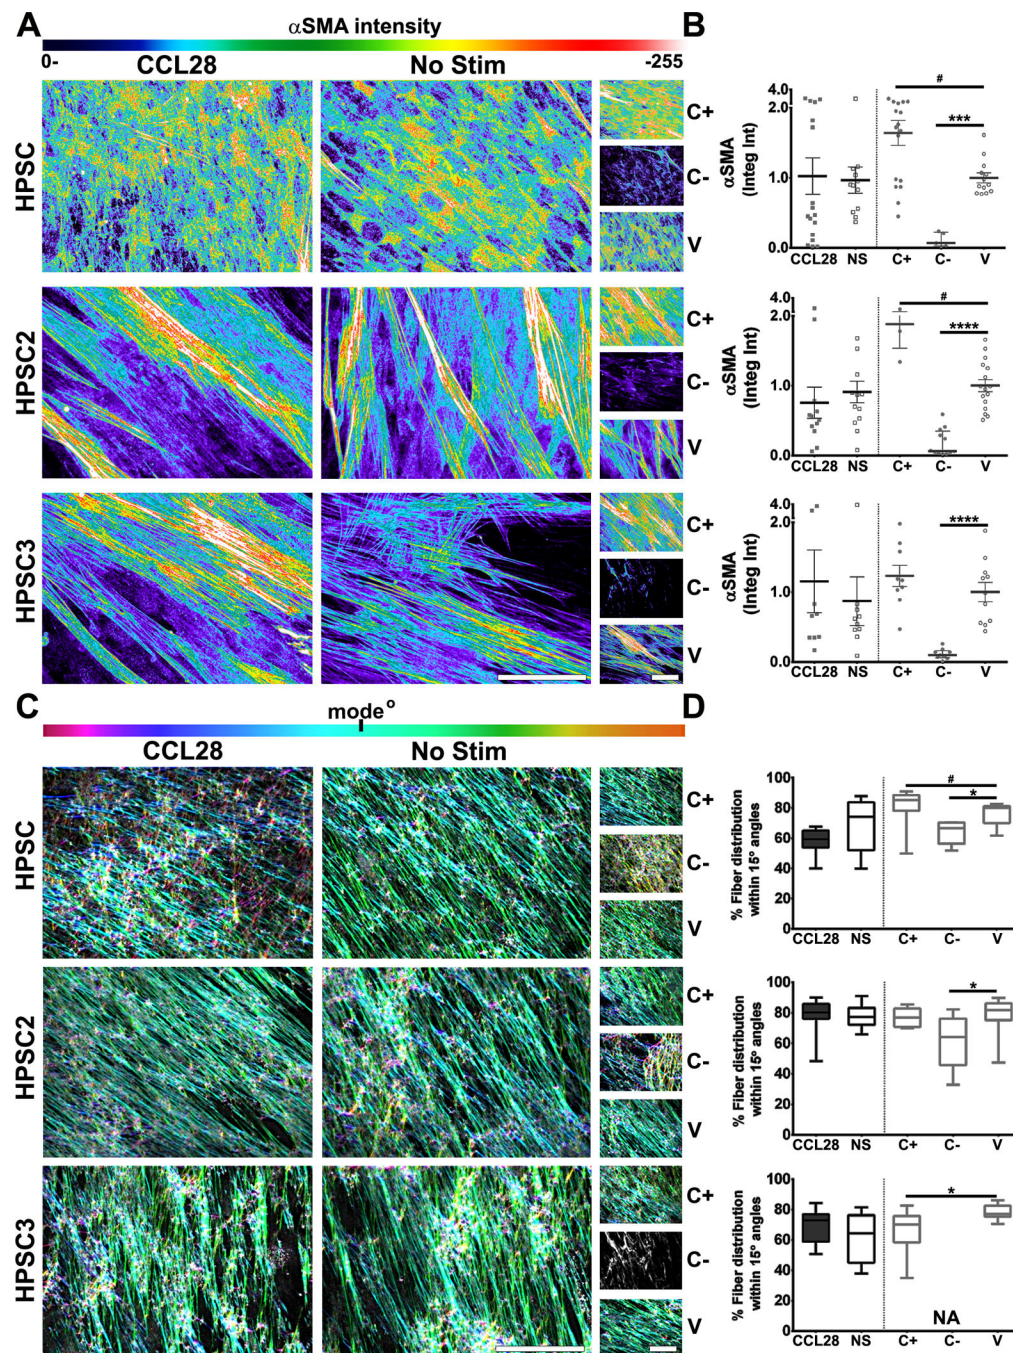 A
αSMA intensity
B
0-
-255
CCL28
No Stim
HPSC
C+
C-
V
HPSC2
C+
C-
V
HPSC3
C+
C-
V
αSMA
(Integ Int)
4.0
2.0
1.0
0.0
#
***
CCL28 NS C+ C- V
αSMA
(Integ Int)
4.0
2.0
1.0
0.0
#
****
CCL28 NS C+ C- V
αSMA
(Integ Int)
4.0
2.0
1.0
0.0
****
CCL28 NS C+ C- V
C
mode°
D
CCL28
No Stim
HPSC
C+
C-
V
HPSC2
C+
C-
V
HPSC3
C+
C-
V
% Fiber distribution
within 15° angles
100
80
60
40
20
0
#
*
CCL28 NS C+ C- V
% Fiber distribution
within 15° angles
100
80
60
40
20
0
*
CCL28 NS C+ C- V
% Fiber distribution
within 15° angles
100
80
60
40
20
0
*
NA
CCL28 NS C+ C- V